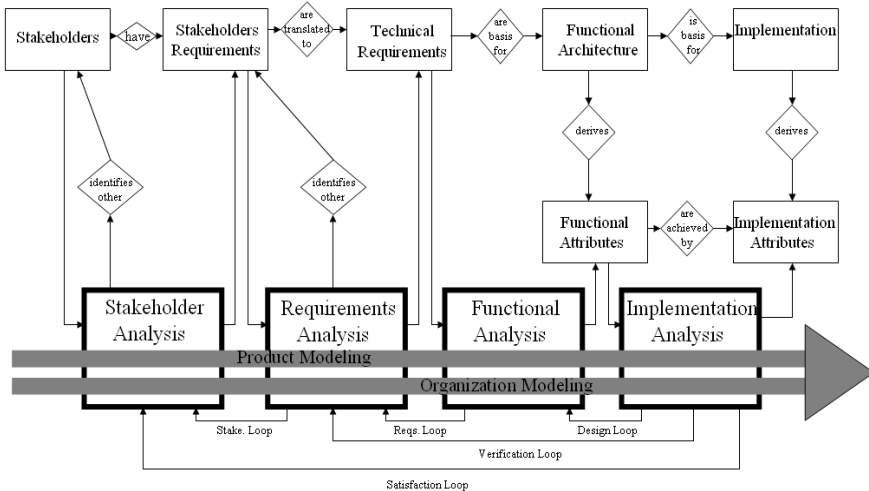 Stakeholders
have
Stakeholders
Requirements
are
translated
to
Technical
Requirements
are
basis
for
Functional
Architecture
is
basis
for
Implementation
derives
derives
identifies
other
identifies
other
Functional
Attributes
are
achieved
by
Implementation
Attributes
Stakeholder
Analysis
Requirements
Analysis
Functional
Analysis
Implementation
Analysis
Product Modeling
Organization Modeling
Stake. Loop
Reqs. Loop
Design Loop
Verification Loop
Satisfaction Loop